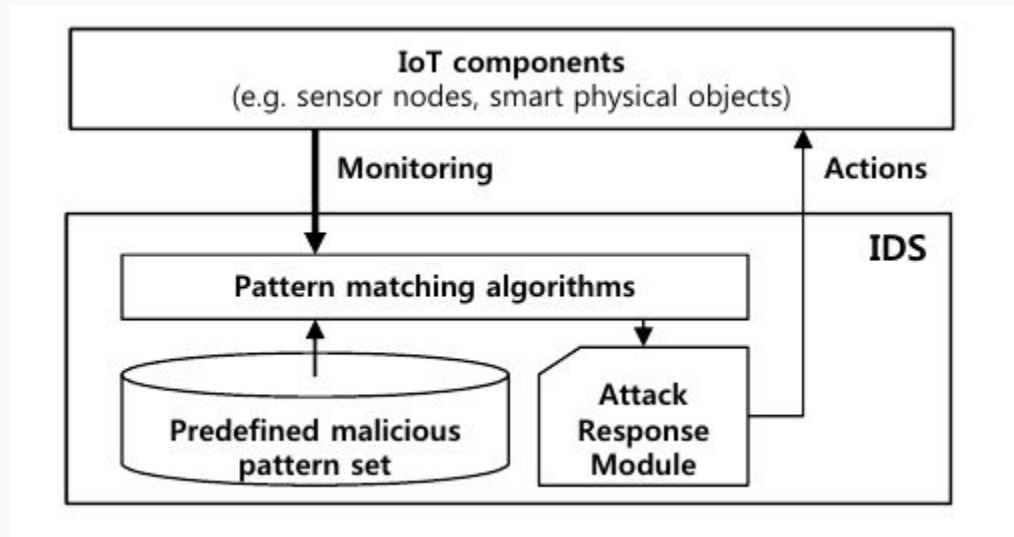 IoT components
(e.g. sensor nodes, smart physical objects)
Monitoring
Actions
IDS
Pattern matching algorithms
Predefined malicious
pattern set
Attack
Response
Module